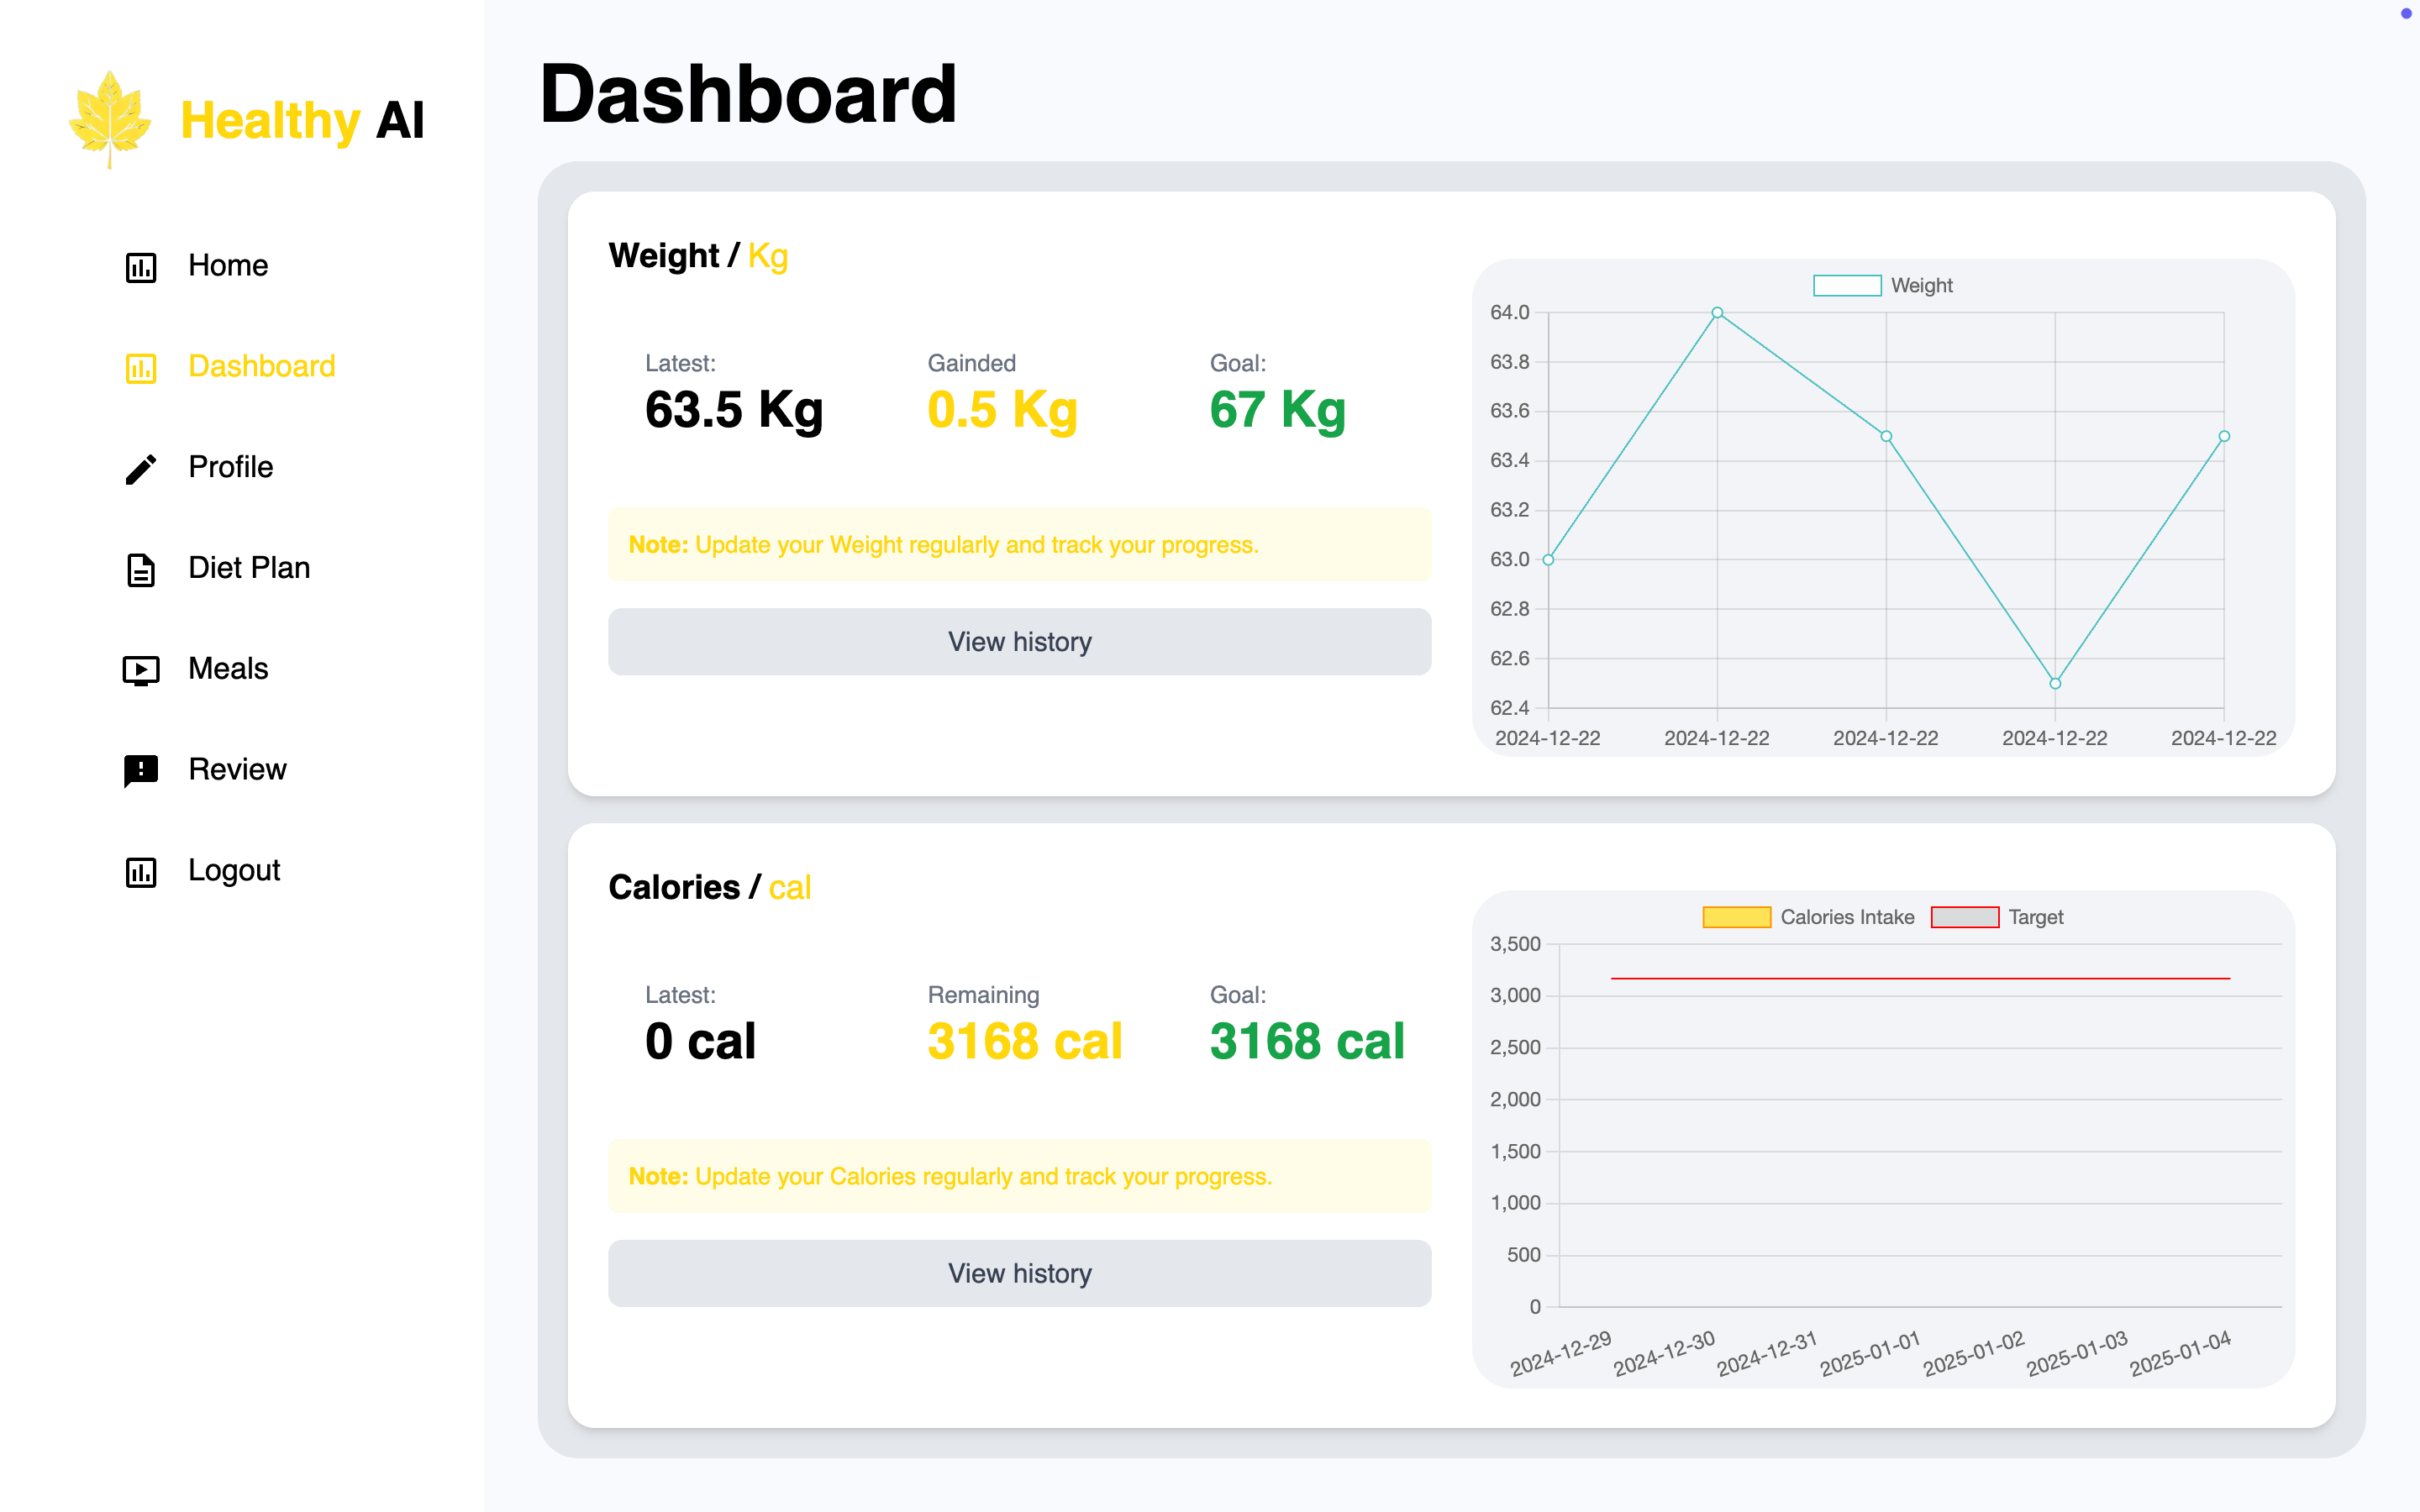 Healthy AI
Home
Dashboard
Profile
Diet Plan
Meals
Review
Logout
Dashboard
Weight / Kg
Latest:
63.5 Kg
Gainded
0.5 Kg
Goal:
67 Kg
Note: Update your Weight regularly and track your progress.
View history
Weight
64.0
63.8
63.6
63.4
63.2
63.0
62.8
62.6
62.4
2024-12-22 2024-12-22 2024-12-22 2024-12-22 2024-12-22
Calories / cal
Latest:
0 cal
Remaining
3168 cal
Goal:
3168 cal
Note: Update your Calories regularly and track your progress.
View history
Calories Intake Target
3,500
3,000
2,500
2,000
1,500
1,000
500
0
2024-12-29 2024-12-30 2024-12-31 2025-01-01 2025-01-02 2025-01-03 2025-01-04